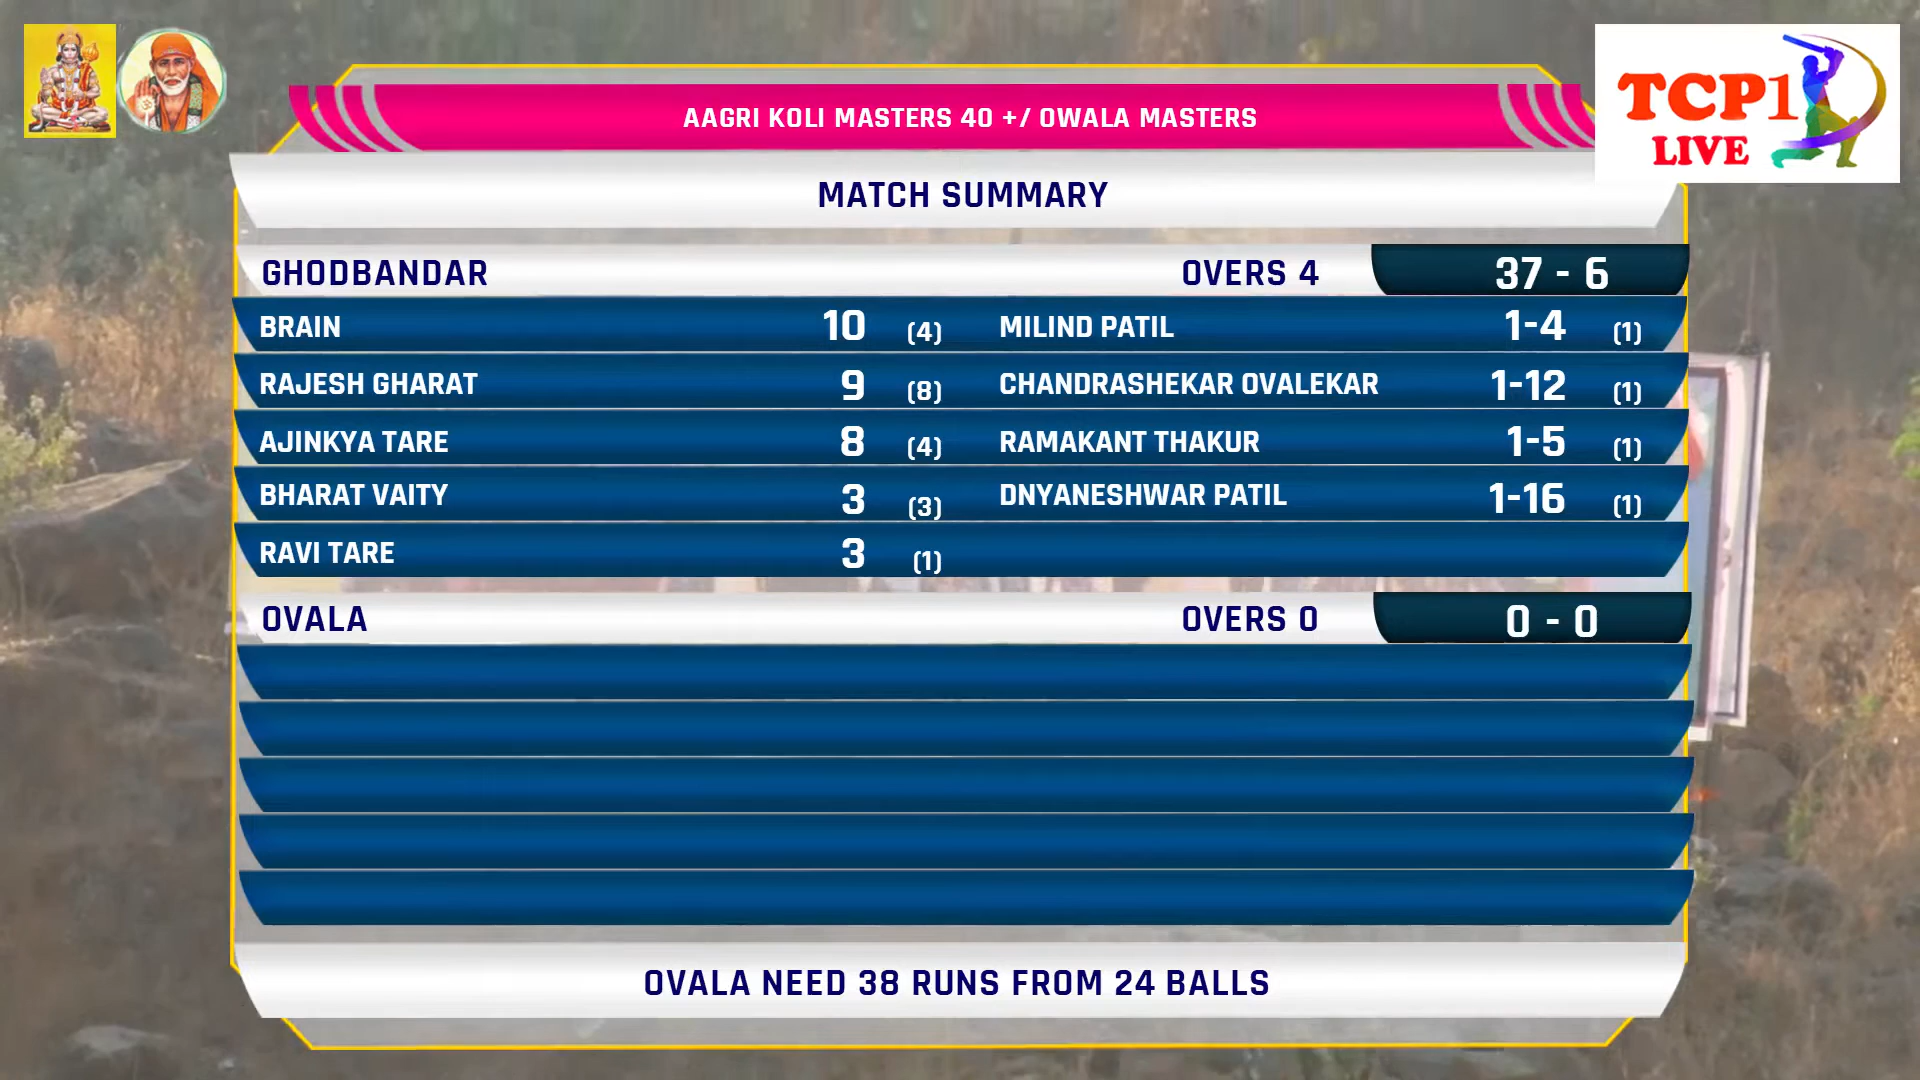 TCP1
LIVE
AAGRI KOLI MASTERS 40 +/ OWALA MASTERS
MATCH SUMMARY
GHODBANDAR OVERS 4 37 - 6
BRAIN 10 (4) MILIND PATIL 1-4 (1)
RAJESH GHARAT 9 (8) CHANDRASHEKAR OVALEKAR 1-12 (1)
AJINKYA TARE 8 (4) RAMAKANT THAKUR 1-5 (1)
BHARAT VAITY 3 (3) DNYANESHWAR PATIL 1-16 (1)
RAVI TARE 3 (1)
OVALA OVERS 0 0 - 0
OVALA NEED 38 RUNS FROM 24 BALLS